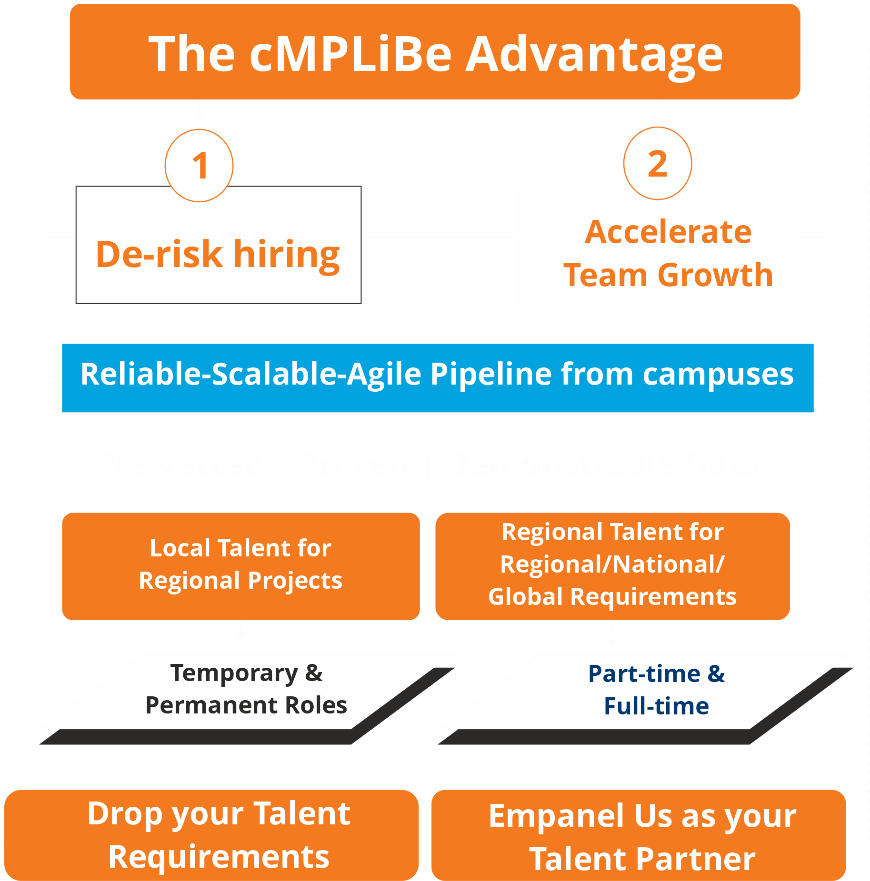 The cMPLiBe Advantage
1
De-risk hiring
2
Accelerate
Team Growth
Reliable-Scalable-Agile Pipeline from campuses
Local Talent for
Regional Projects
Regional Talent for
Regional/National/
Global Requirements
Temporary &
Permanent Roles
Part-time &
Full-time
Drop your Talent
Requirements
Empanel Us as your
Talent Partner